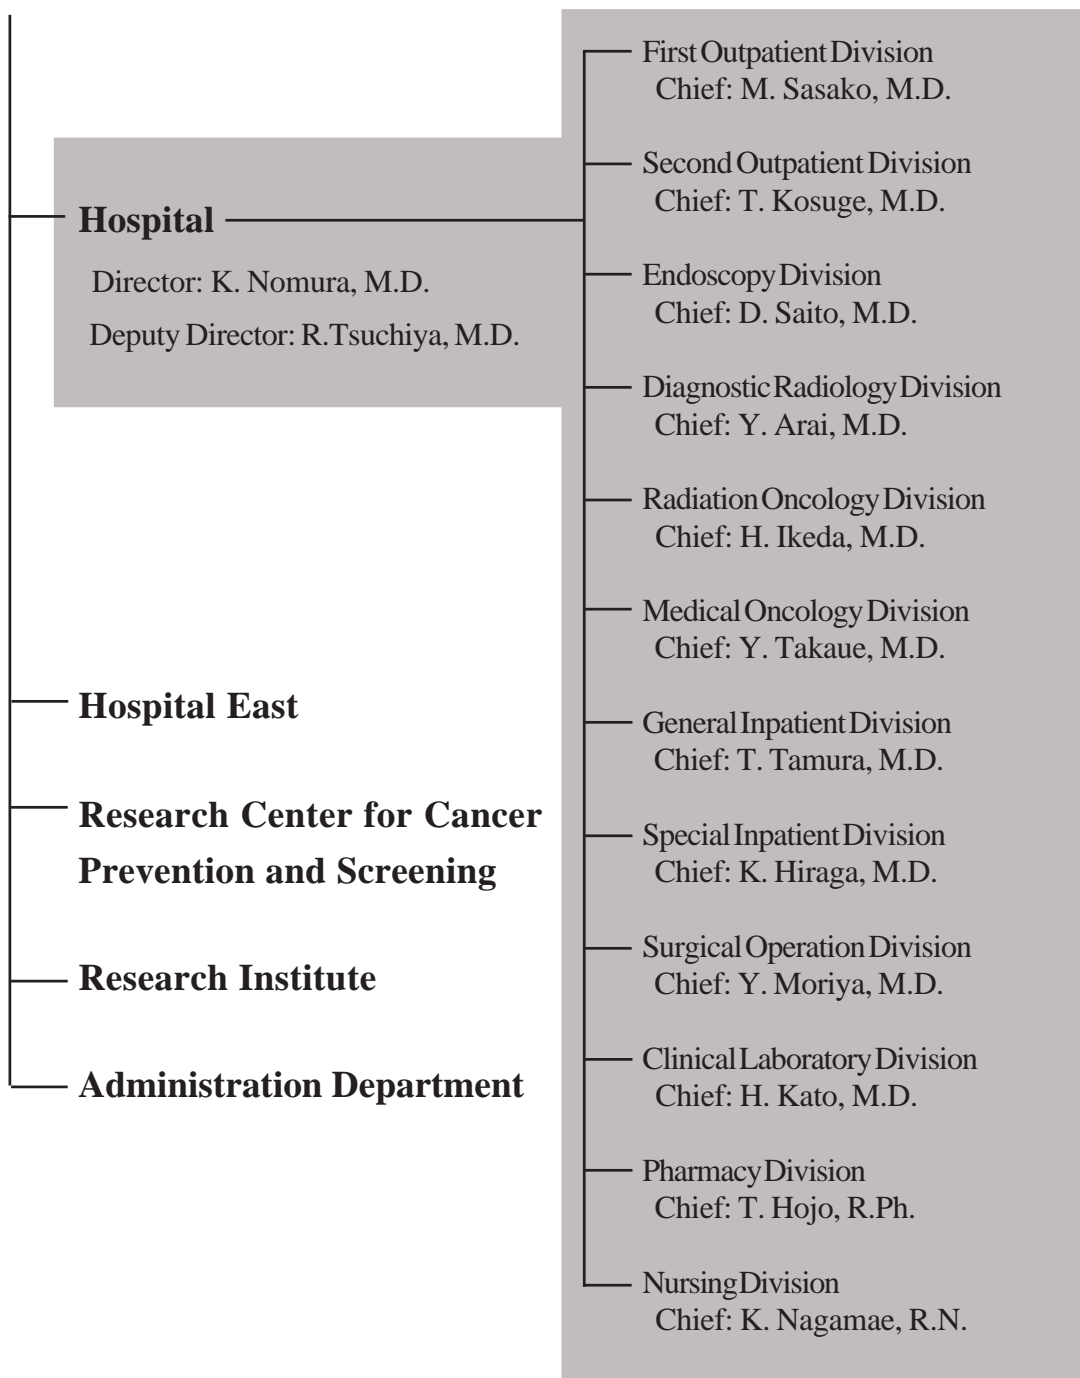 Hospital
Director: K. Nomura, M.D.
Deputy Director: R.Tsuchiya, M.D.
Hospital East
Research Center for Cancer
Prevention and Screening
Research Institute
Administration Department
First Outpatient Division
Chief: M. Sasako, M.D.
Second Outpatient Division
Chief: T. Kosuge, M.D.
Endoscopy Division
Chief: D. Saito, M.D.
Diagnostic Radiology Division
Chief: Y. Arai, M.D.
Radiation Oncology Division
Chief: H. Ikeda, M.D.
Medical Oncology Division
Chief: Y. Takaue, M.D.
General Inpatient Division
Chief: T. Tamura, M.D.
Special Inpatient Division
Chief: K. Hiraga, M.D.
Surgical Operation Division
Chief: Y. Moriya, M.D.
Clinical Laboratory Division
Chief: H. Kato, M.D.
Pharmacy Division
Chief: T. Hojo, R.Ph.
Nursing Division
Chief: K. Nagamae, R.N.